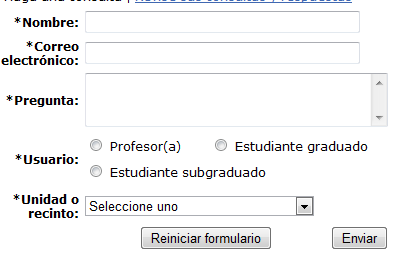 *Nombre:
*Correo
electrónico:
*Pregunta:
Profesor(a) Estudiante graduado
*Usuario:
Estudiante subgraduado
*Unidad o
recinto: Seleccione uno
Reiniciar formulario Enviar